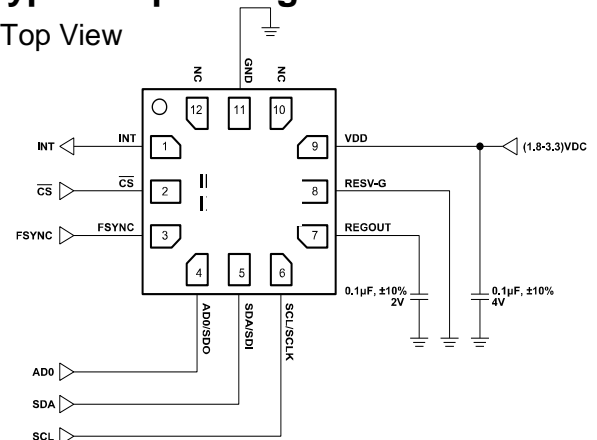 Top View
NC
GND
NC
12
11
10
INT
INT
1
9
VDD
(1.8-3.3)VDC
CS
CS
2
8
RESV-G
FSYNC
FSYNC
3
7
REGOUT
4
5
6
0.1µF, ±10%
2V
0.1µF, ±10%
4V
AD0/SDO
SDA/SDI
SCL/SCLK
AD0
SDA
SCL